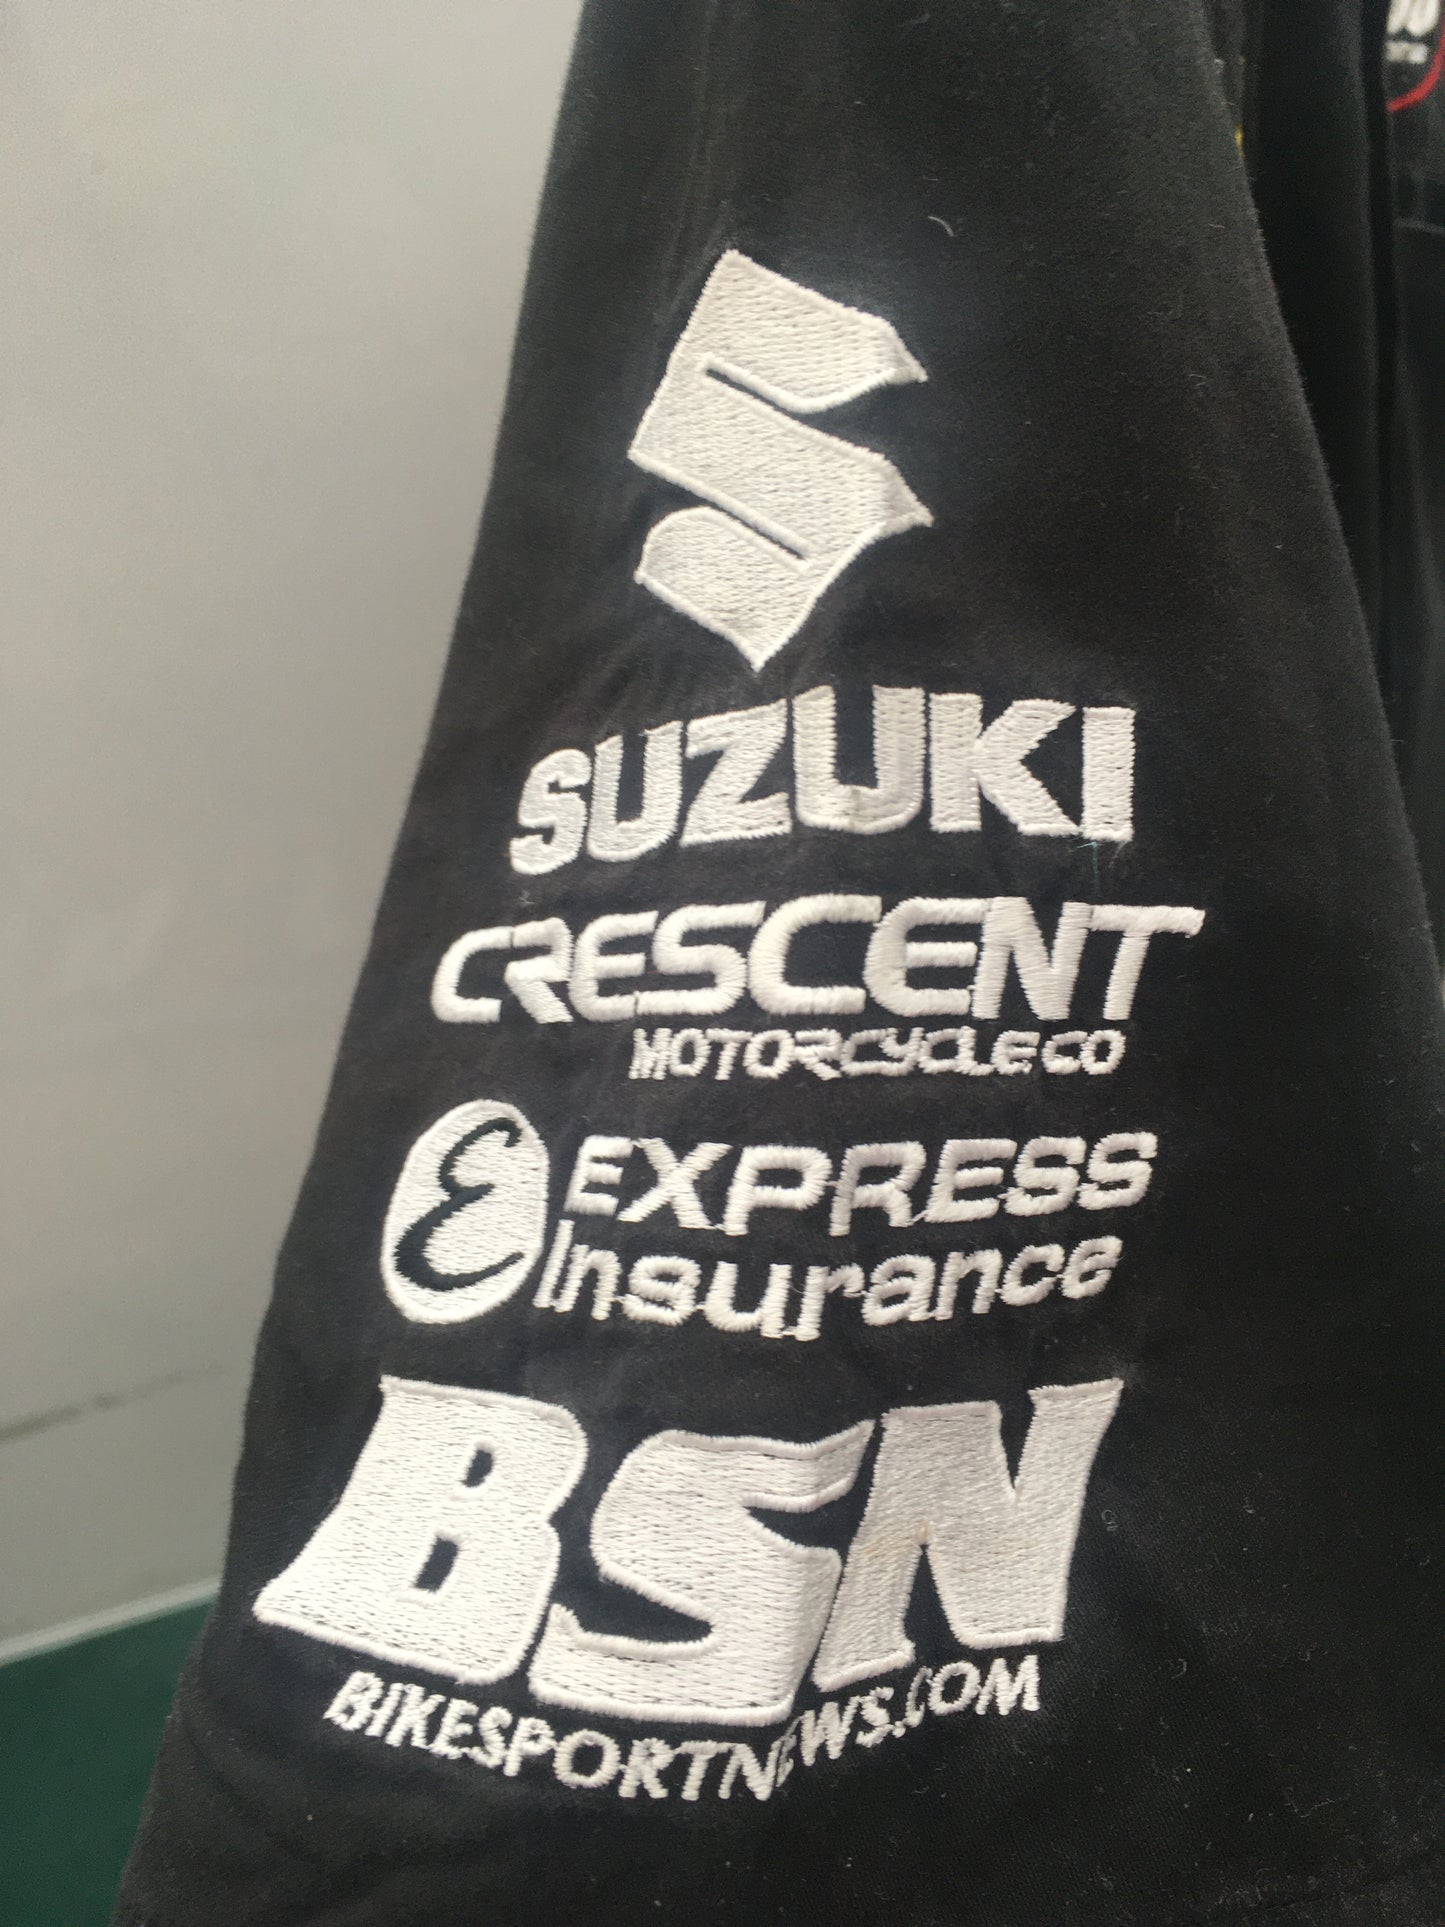 SUZUKI
CRESCENT
MOTORCYCLE CO
E EXPRESS
Insurance
BSN
BIKESPORTNEWS.COM